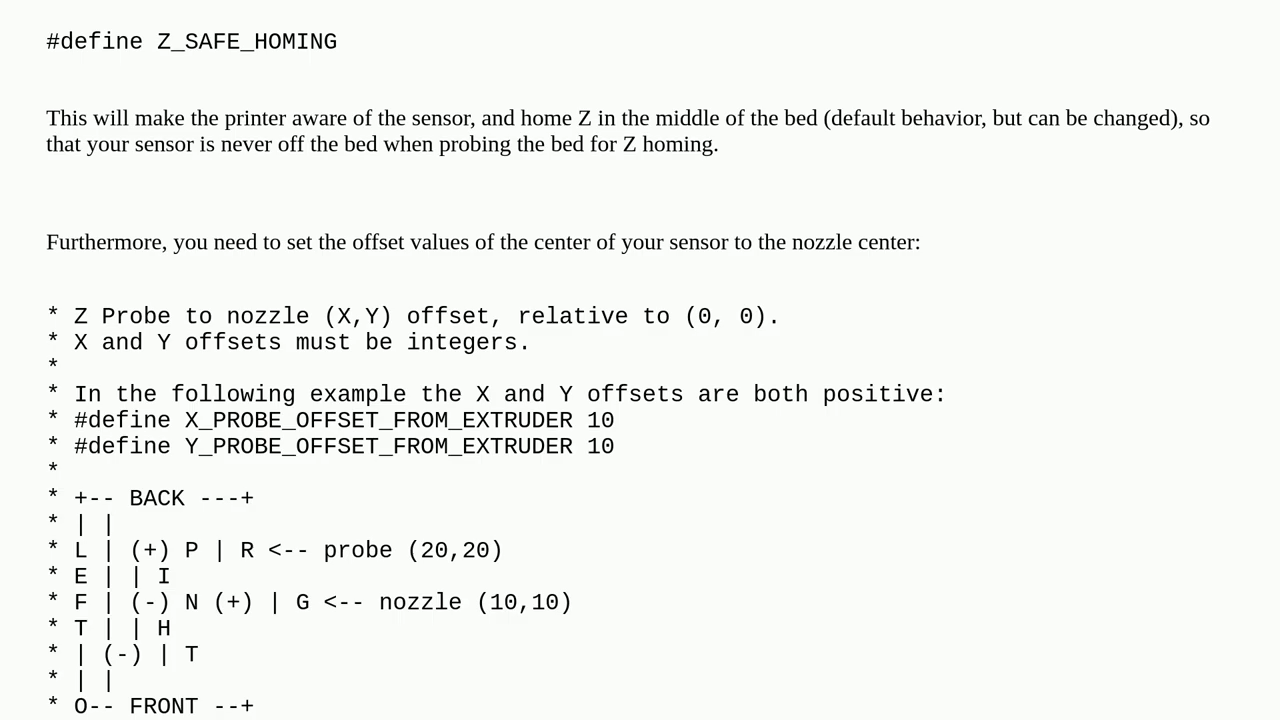 #define Z_SAFE_HOMING
This will make the printer aware of the sensor, and home Z in the middle of the bed (default behavior, but can be changed), so
that your sensor is never off the bed when probing the bed for Z homing.
Furthermore, you need to set the offset values of the center of your sensor to the nozzle center:
* Z Probe to nozzle (X,Y) offset, relative to (0, 0).
* X and Y offsets must be integers.
*
* In the following example the X and Y offsets are both positive:
* #define X_PROBE_OFFSET_FROM_EXTRUDER 10
* #define Y_PROBE_OFFSET_FROM_EXTRUDER 10
*
* +-- BACK ---+
* | |
* L | (+) P | R <-- probe (20,20)
* E | | I
* F | (-) N (+) | G <-- nozzle (10,10)
* T | | H
* | (-) | T
* | |
* O-- FRONT --+